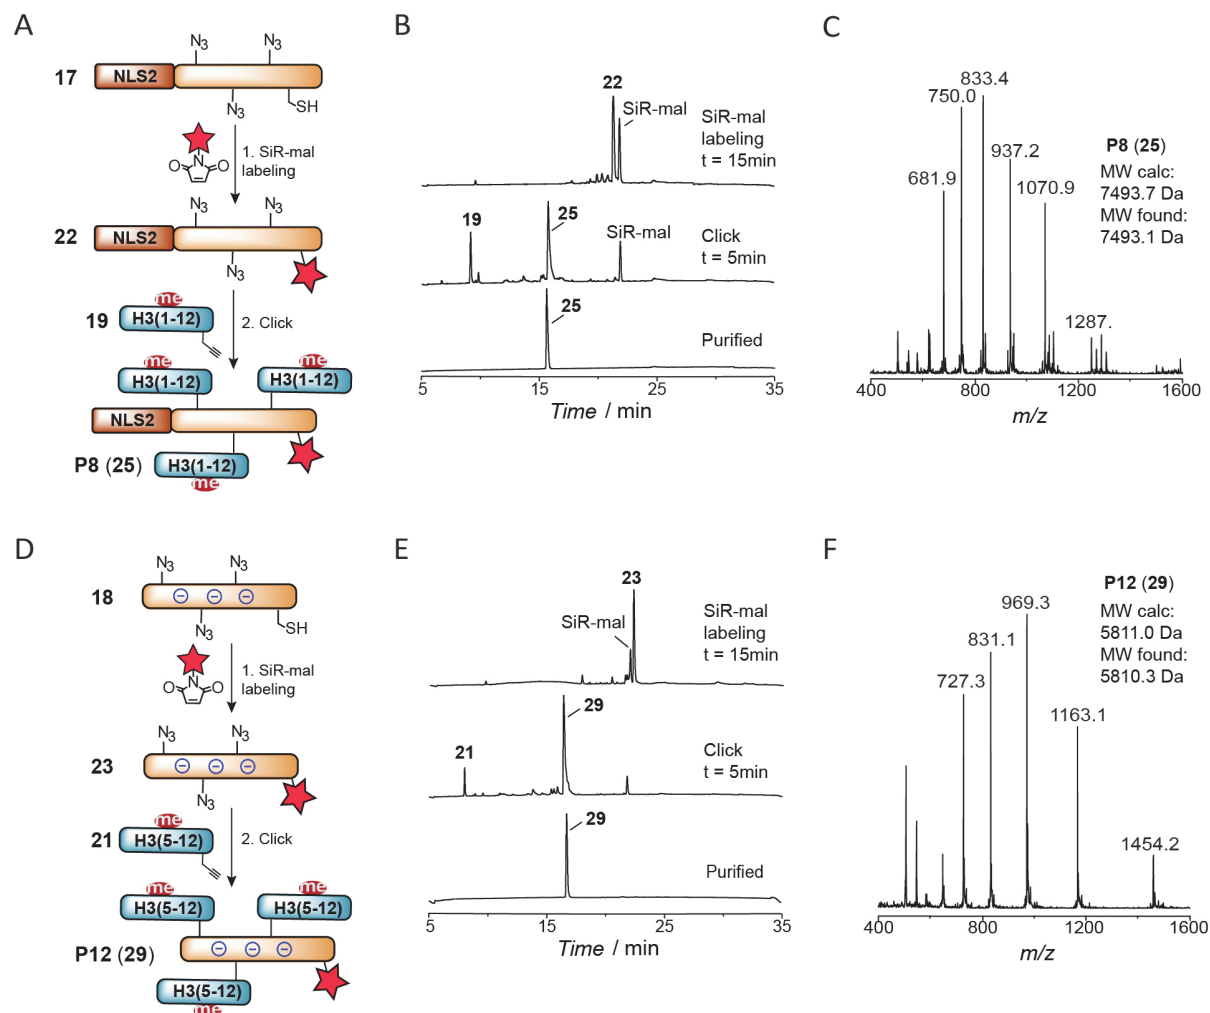 A
N3
N3
17
NLS2
N3
SH
N
O
O
1. SiR-mal
labeling
N3
N3
22
NLS2
N3
me
19
H3(1-12)
2. Click
me
me
H3(1-12)
H3(1-12)
NLS2
P8 (25)
H3(1-12)
me
B
22
SiR-mal
SiR-mal
labeling
t = 15min
19
25
SiR-mal
Click
t = 5min
25
Purified
5
15
25
35
Time / min
C
833.4
750.0
937.2
681.9
1070.9
1287.
P8 (25)
MW calc:
7493.7 Da
MW found:
7493.1 Da
400
800
1200
1600
m/z
D
N3
N3
18
N3
SH
N
O
O
1. SiR-mal
labeling
N3
N3
23
N3
me
21
H3(5-12)
2. Click
me
me
H3(5-12)
H3(5-12)
P12 (29)
H3(5-12)
me
E
23
SiR-mal
SiR-mal
labeling
t = 15min
29
21
Click
t = 5min
29
Purified
5
15
25
35
Time / min
F
969.3
831.1
727.3
1163.1
1454.2
P12 (29)
MW calc:
5811.0 Da
MW found:
5810.3 Da
400
800
1200
1600
m/z